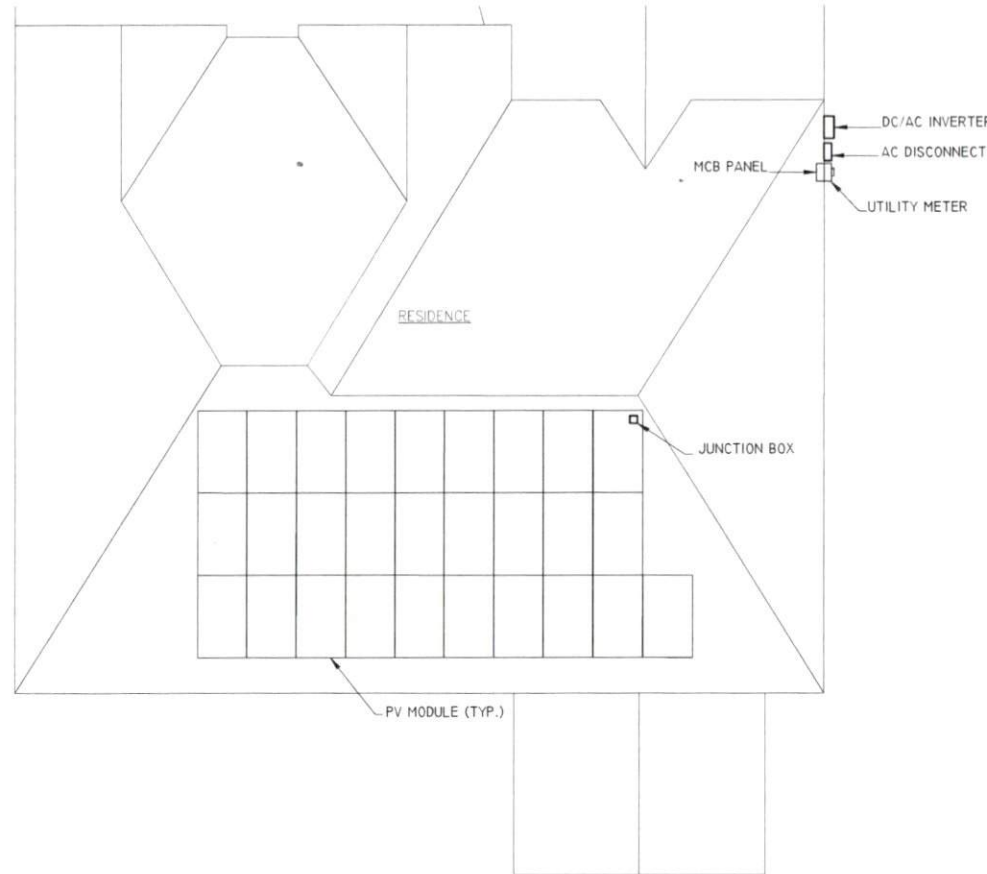 DC/AC INVERTER
AC DISCONNECT
MCB PANEL
UTILITY METER
RESIDENCE
JUNCTION BOX
PV MODULE (TYP.)